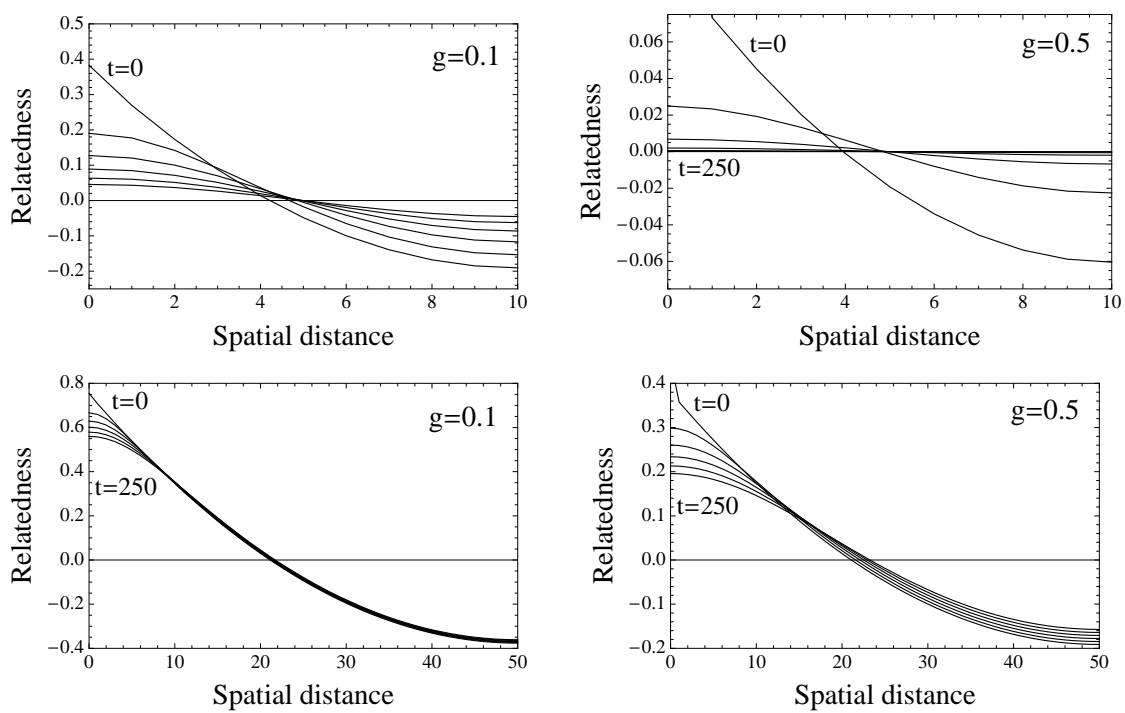 0.5
0.4
0.3
0.2
0.1
0.0
−0.1
−0.2
t=0
g=0.1
Relatedness
0 2 4 6 8 10
Spatial distance
0.06
0.04
0.02
0.00
−0.02
−0.04
−0.06
t=0
g=0.5
t=250
Relatedness
0 2 4 6 8 10
Spatial distance
0.8
0.6
0.4
0.2
0.0
−0.2
−0.4
t=0
g=0.1
t=250
Relatedness
0 10 20 30 40 50
Spatial distance
0.4
0.3
0.2
0.1
0.0
−0.1
−0.2
t=0
g=0.5
t=250
Relatedness
0 10 20 30 40 50
Spatial distance